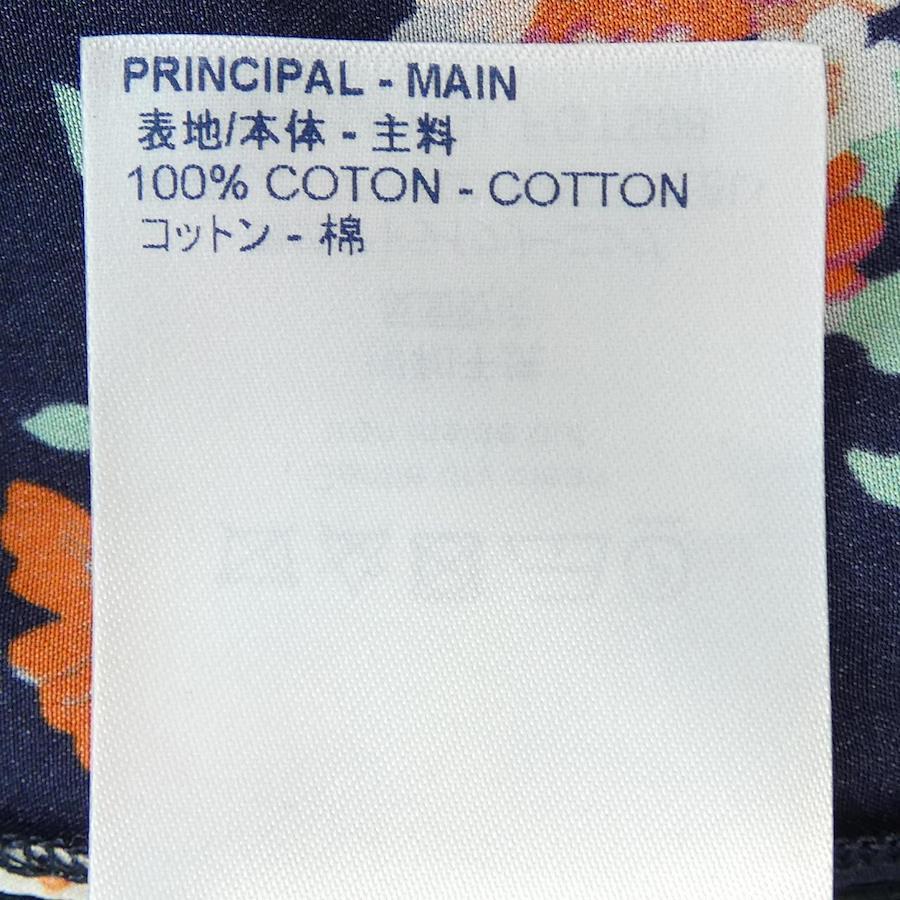 PRINCIPAL - MAIN
表地/本体 - 主料
100% COTON - COTTON
コットン - 棉